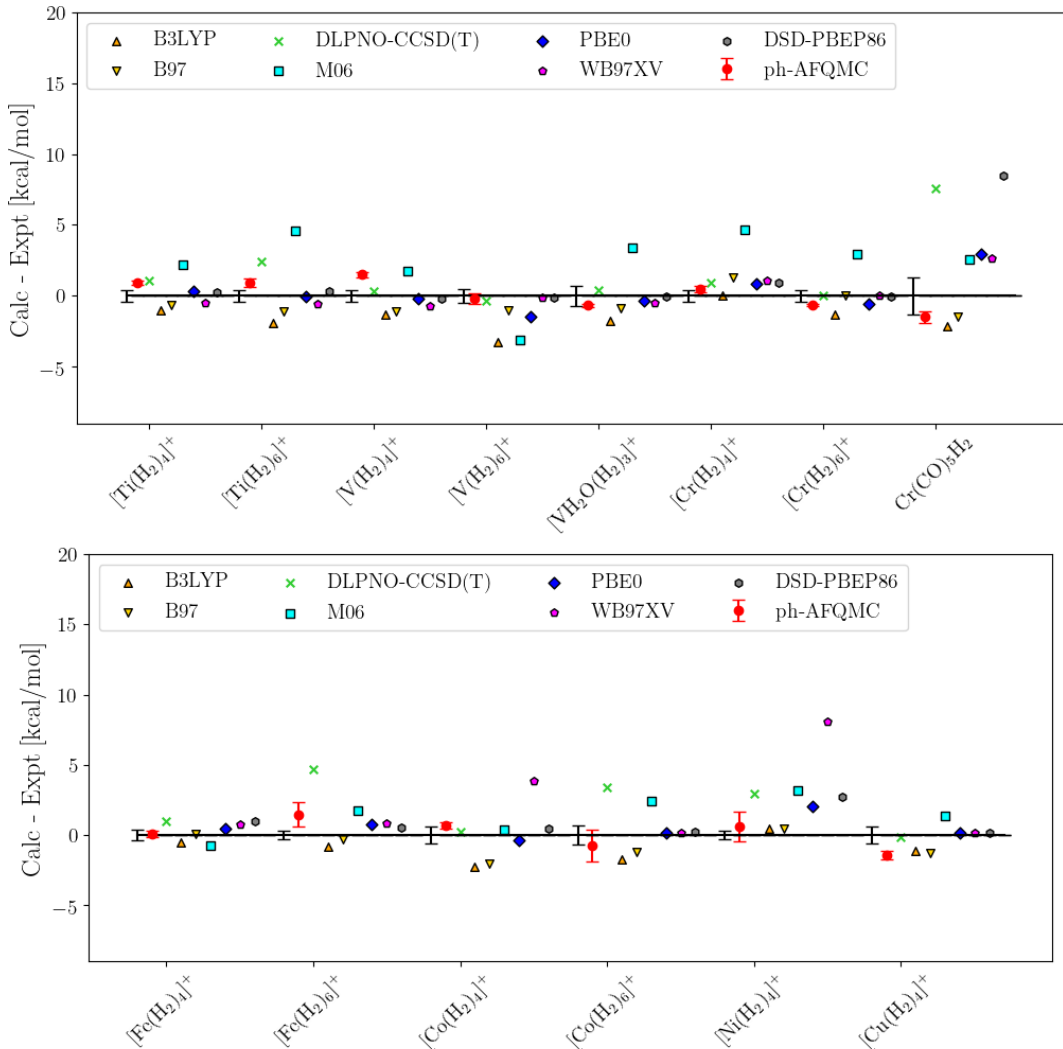 20
15
10
5
0
−5
Calc - Expt [kcal/mol]
B3LYP DLPNO-CCSD(T) PBE0 DSD-PBEP86
B97 M06 WB97XV ph-AFQMC
[Ti(H₂)₄]⁺
[Ti(H₂)₆]⁺
[V(H₂)₄]⁺
[V(H₂)₆]⁺
[VH₂O(H₂)₃]⁺
[Cr(H₂)₄]⁺
[Cr(H₂)₆]⁺
Cr(CO)₅H₂
20
15
10
5
0
−5
Calc - Expt [kcal/mol]
B3LYP DLPNO-CCSD(T) PBE0 DSD-PBEP86
B97 M06 WB97XV ph-AFQMC
[Fe(H₂)₄]⁺
[Fe(H₂)₆]⁺
[Co(H₂)₄]⁺
[Co(H₂)₆]⁺
[Ni(H₂)₄]⁺
[Cu(H₂)₄]⁺